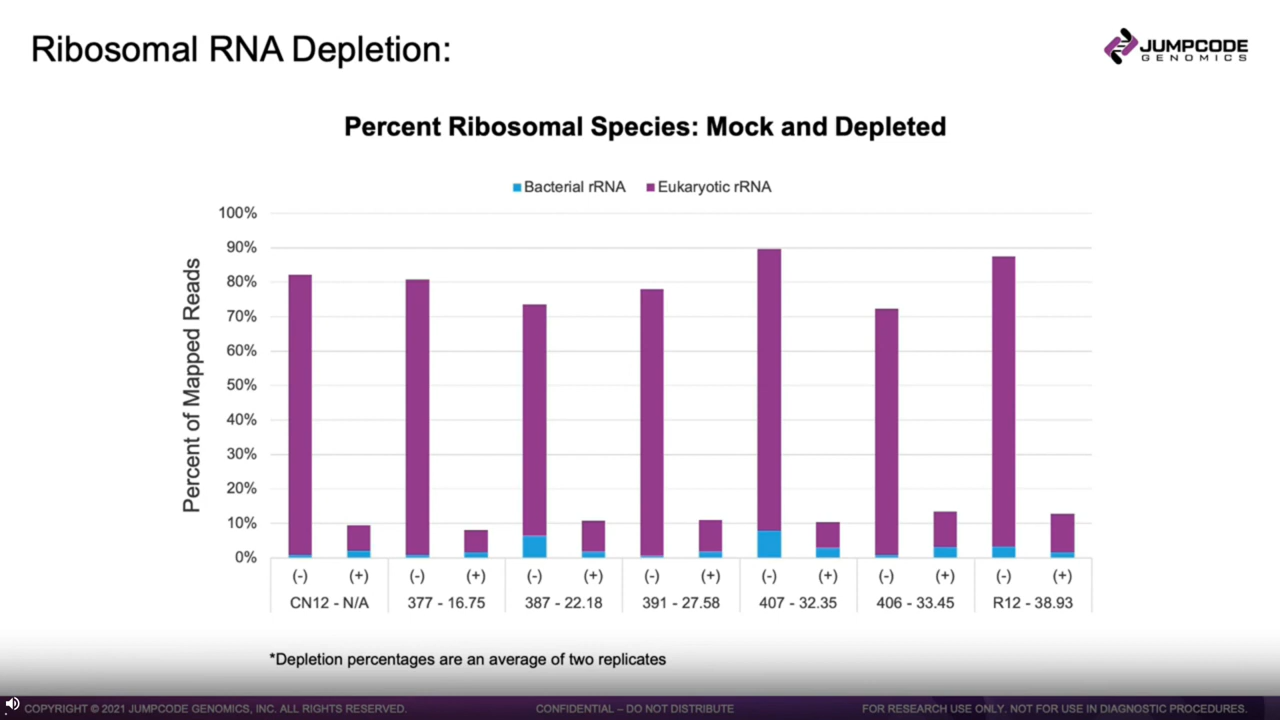 Ribosomal RNA Depletion:
JUMPCODE
GENOMICS
Percent Ribosomal Species: Mock and Depleted
Bacterial rRNA Eukaryotic rRNA
Percent of Mapped Reads
100%
90%
80%
70%
60%
50%
40%
30%
20%
10%
0%
(-) (+) (-) (+) (-) (+) (-) (+) (-) (+) (-) (+) (-) (+)
CN12 - N/A 377 - 16.75 387 - 22.18 391 - 27.58 407 - 32.35 406 - 33.45 R12 - 38.93
*Depletion percentages are an average of two replicates
COPYRIGHT © 2021 JUMPCODE GENOMICS, INC. ALL RIGHTS RESERVED. CONFIDENTIAL – DO NOT DISTRIBUTE FOR RESEARCH USE ONLY. NOT FOR USE IN DIAGNOSTIC PROCEDURES.